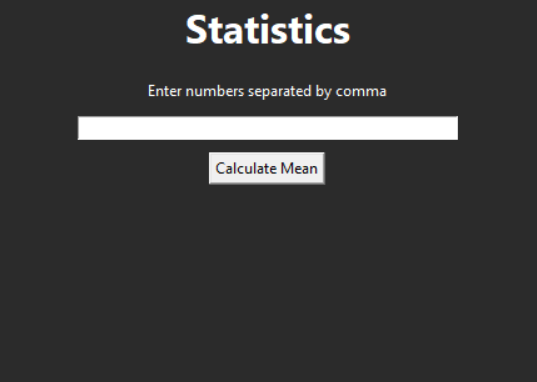 Statistics
Enter numbers separated by comma
Calculate Mean